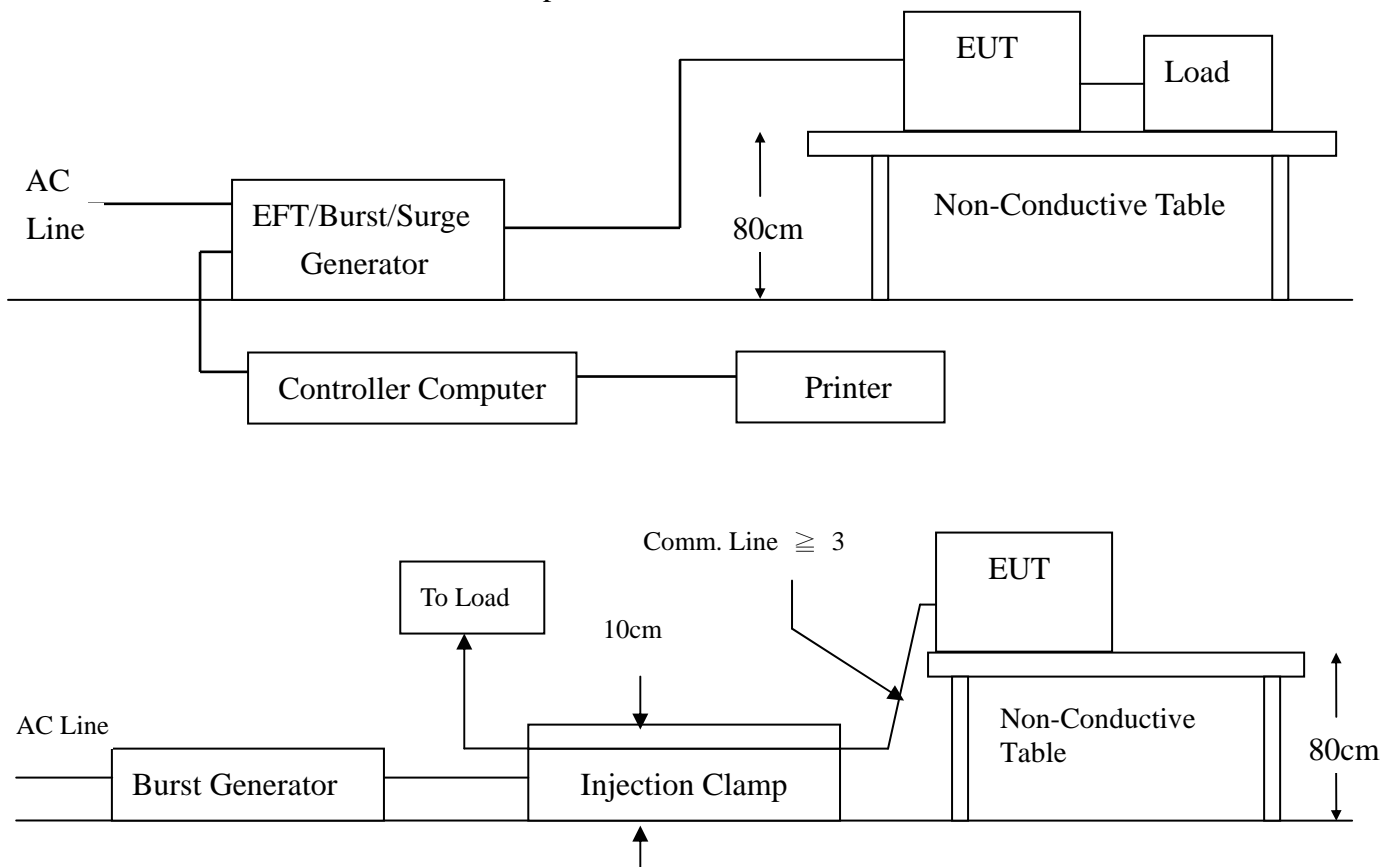 EUT
Load
AC
Line
EFT/Burst/Surge
Generator
80cm
Non-Conductive Table
Controller Computer
Printer
Comm. Line ≧ 3
EUT
To Load
10cm
AC Line
Non-Conductive
Table
80cm
Burst Generator
Injection Clamp